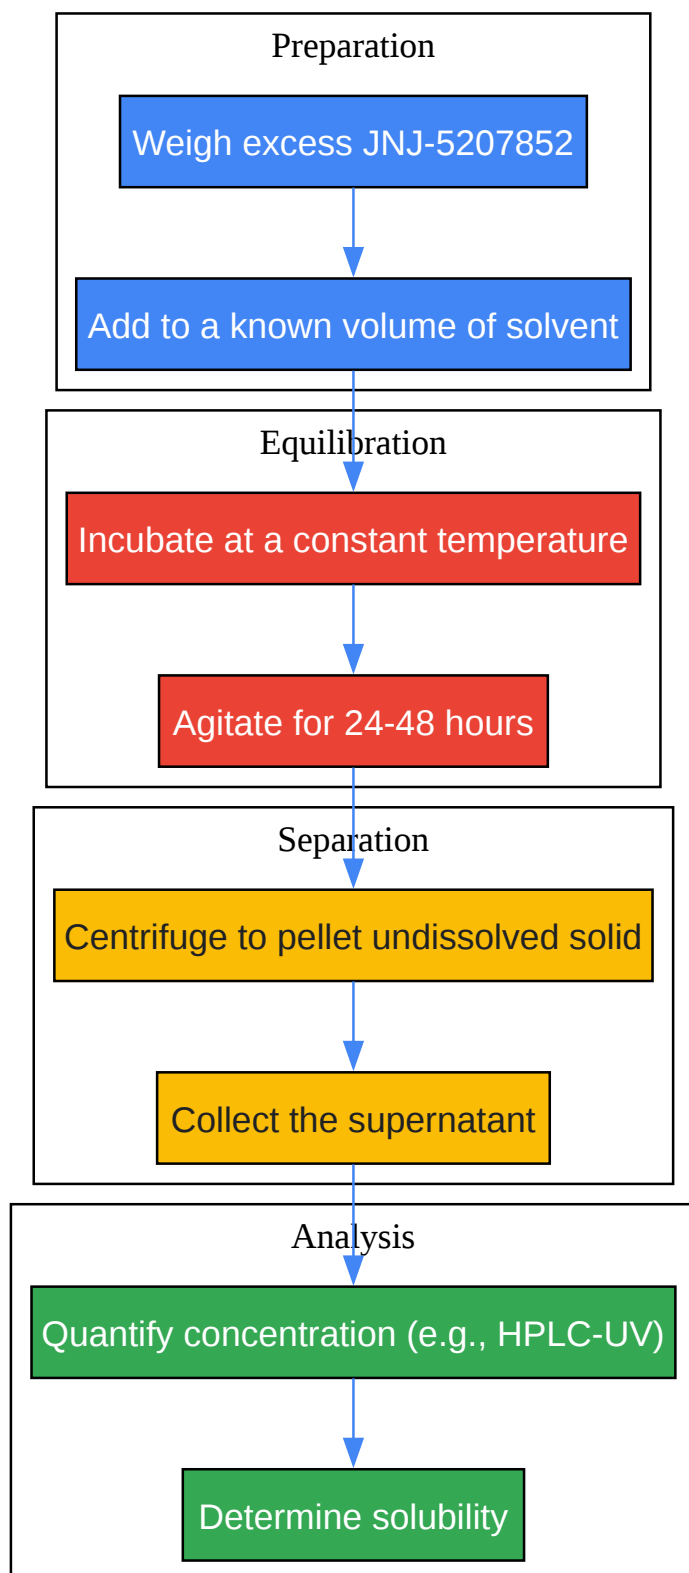 Preparation
Weigh excess JNJ-5207852
Add to a known volume of solvent
Equilibration
Incubate at a constant temperature
Agitate for 24-48 hours
Separation
Centrifuge to pellet undissolved solid
Collect the supernatant
Analysis
Quantify concentration (e.g., HPLC-UV)
Determine solubility